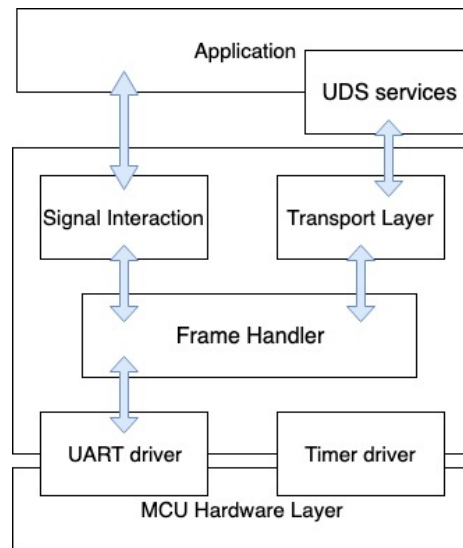 Application
UDS services
Signal Interaction
Transport Layer
Frame Handler
UART driver
Timer driver
MCU Hardware Layer